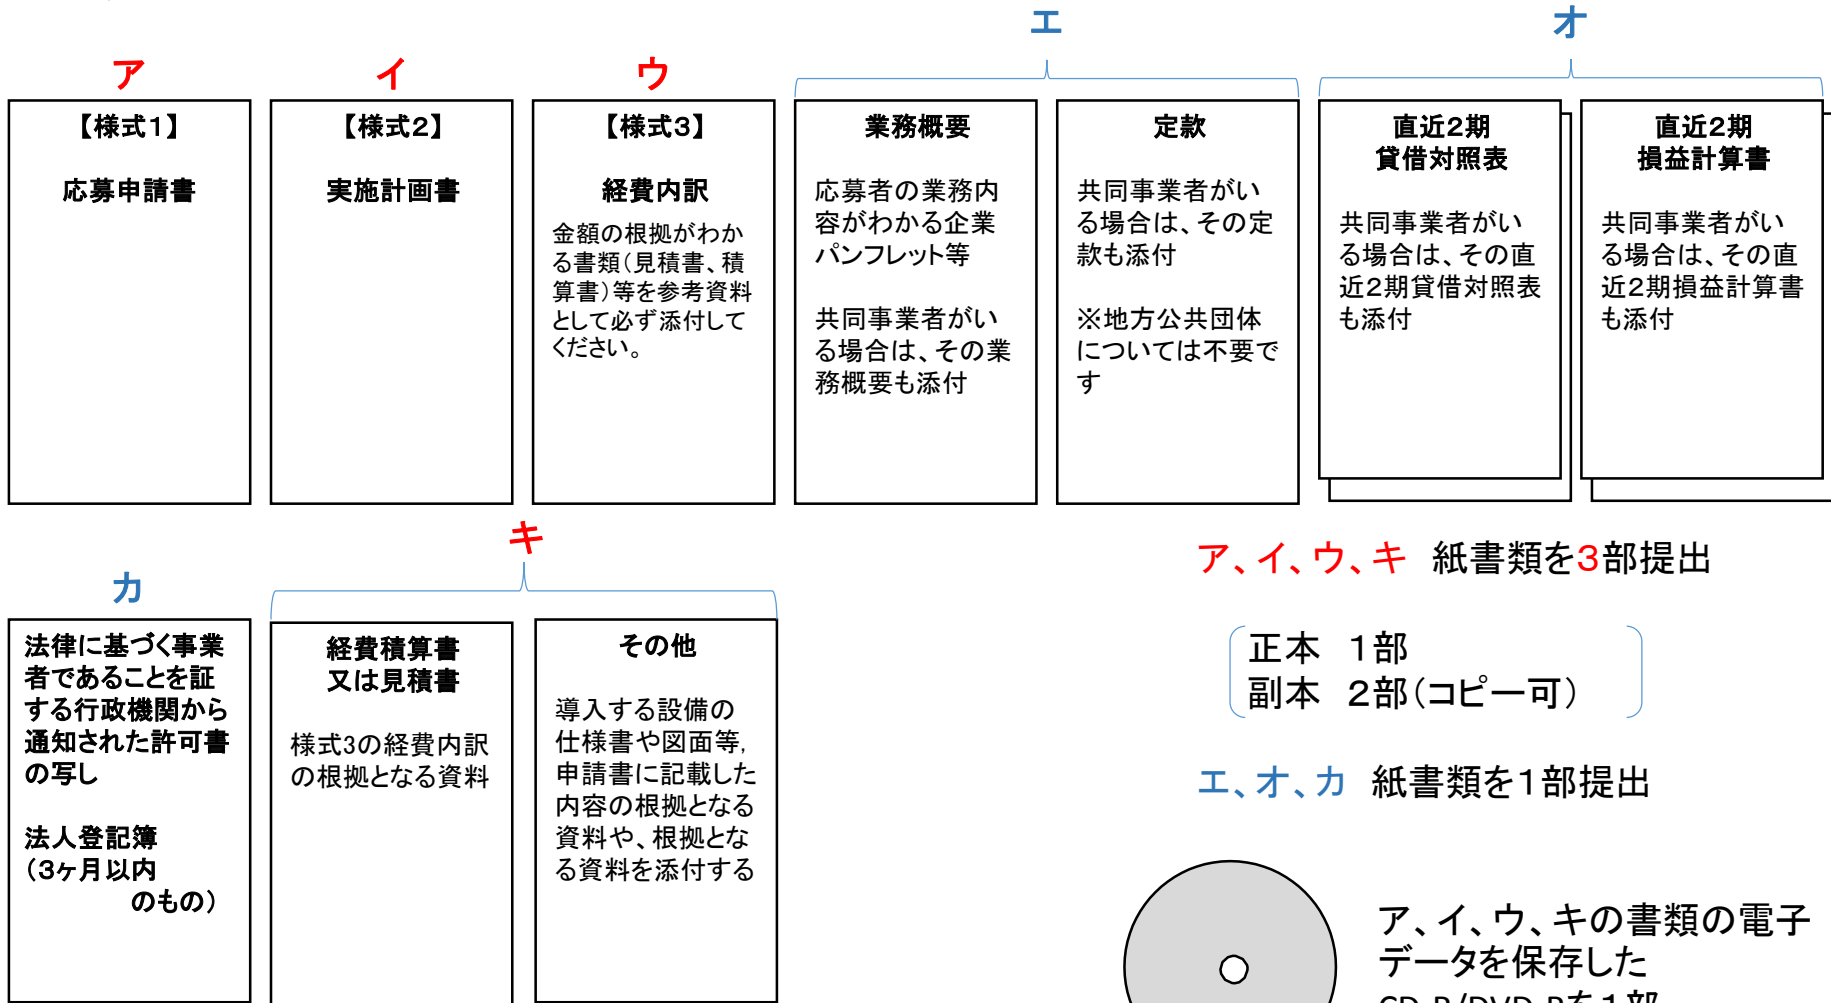 ア
【様式1】
応募申請書
イ
【様式2】
実施計画書
ウ
【様式3】
経費内訳
金額の根拠がわか
る書類(見積書、積
算書)等を参考資料
として必ず添付して
ください。
エ
業務概要
応募者の業務内
容がわかる企業
パンフレット等
共同事業者がい
る場合は、その業
務概要も添付
定款
共同事業者がい
る場合は、その定
款も添付
※地方公共団体
については不要で
す
オ
直近2期
貸借対照表
共同事業者がい
る場合は、その直
近2期貸借対照表
も添付
直近2期
損益計算書
共同事業者がい
る場合は、その直
近2期損益計算書
も添付
カ
法律に基づく事業
者であることを証
する行政機関から
通知された許可書
の写し
法人登記簿
(3ヶ月以内
のもの)
キ
経費積算書
又は見積書
様式3の経費内訳
の根拠となる資料
その他
導入する設備の
仕様書や図面等,
申請書に記載した
内容の根拠となる
資料や、根拠とな
る資料を添付する
ア、イ、ウ、キ 紙書類を3部提出
正本 1部
副本 2部(コピー可)
エ、オ、カ 紙書類を1部提出
ア、イ、ウ、キの書類の電子
データを保存した
CD-R/DVD-Rを1部